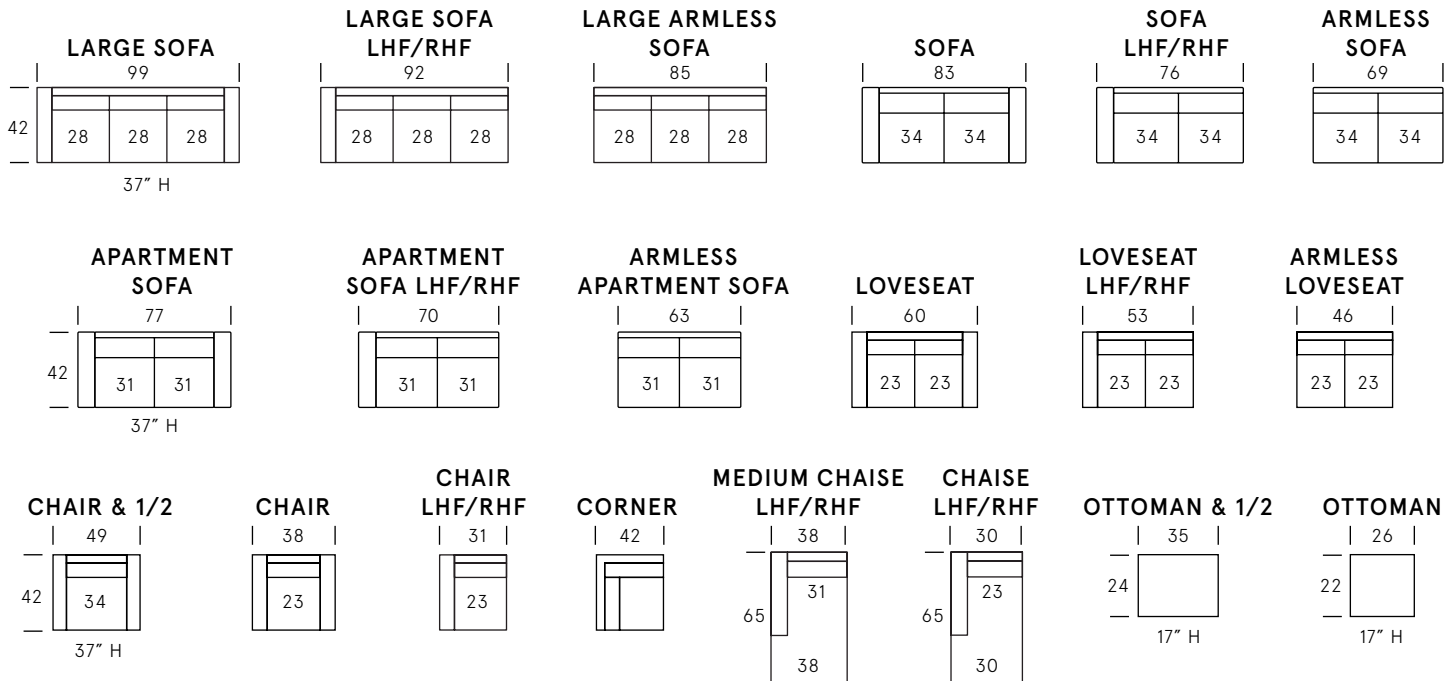 LARGE SOFA
99
42
28 28 28
37" H
LARGE SOFA
LHF/RHF
92
28 28 28
LARGE ARMLESS
SOFA
85
28 28 28
SOFA
83
34 34
SOFA
LHF/RHF
76
34 34
ARMLESS
SOFA
69
34 34
APARTMENT
SOFA
77
42
31 31
37" H
APARTMENT
SOFA LHF/RHF
70
31 31
ARMLESS
APARTMENT SOFA
63
31 31
LOVESEAT
60
23 23
LOVESEAT
LHF/RHF
53
23 23
ARMLESS
LOVESEAT
46
23 23
CHAIR & 1/2
49
42
34
37" H
CHAIR
38
23
CHAIR
LHF/RHF
31
23
CORNER
42
MEDIUM CHAISE
LHF/RHF
38
31
65
38
CHAISE
LHF/RHF
30
23
65
30
OTTOMAN & 1/2
35
24
17" H
OTTOMAN
26
22
17" H